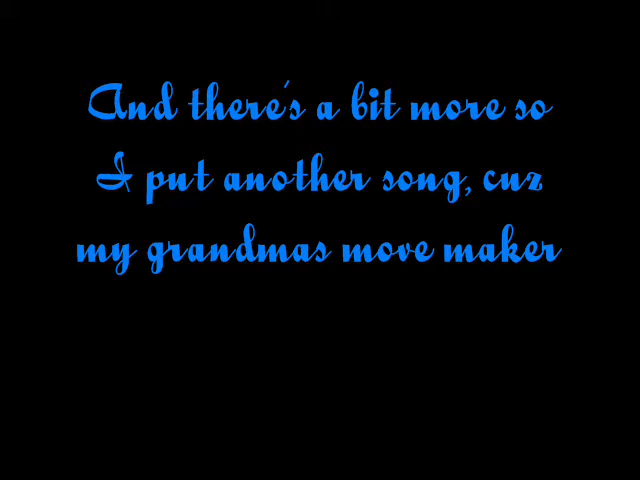 And there's a bit more so
I put another song, cuz
my grandmas move maker